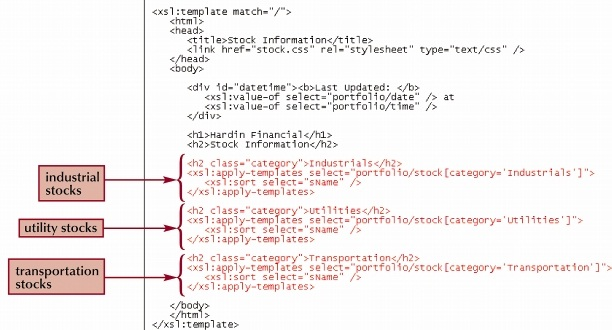 <xsl:template match="/">
<html>
<head>
<title>Stock Information</title>
<link href="stock.css" rel="stylesheet" type="text/css" />
</head>
<body>
<div id="datetime"><b>Last Updated: </b>
<xsl:value-of select="portfolio/date" /> at
<xsl:value-of select="portfolio/time" />
</div>
<h1>Hardin Financial</h1>
<h2>Stock Information</h2>
industrial
stocks
<h2 class="category">Industrials</h2>
<xsl:apply-templates select="portfolio/stock[category='Industrials']">
<xsl:sort select="sName" />
</xsl:apply-templates>
utility stocks
<h2 class="category">Utilities</h2>
<xsl:apply-templates select="portfolio/stock[category='Utilities']">
<xsl:sort select="sName" />
</xsl:apply-templates>
transportation
stocks
<h2 class="category">Transportation</h2>
<xsl:apply-templates select="portfolio/stock[category='Transportation']">
<xsl:sort select="sName" />
</xsl:apply-templates>
</body>
</html>
</xsl:template>